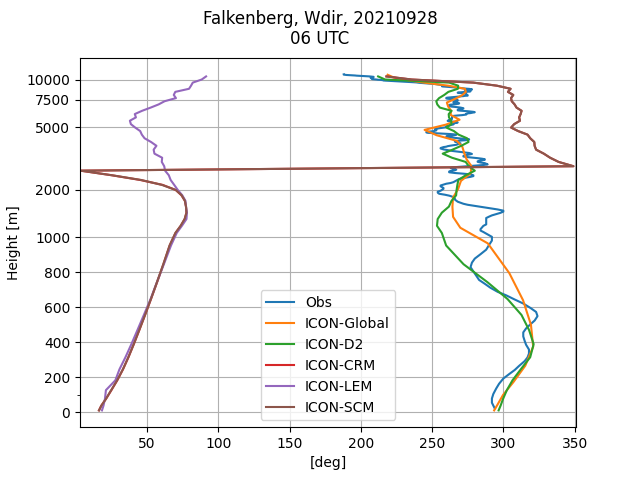 Falkenberg, Wdir, 20210928
06 UTC
Height [m]
10000
7500
5000
2000
1000
800
600
400
200
0
Obs
ICON-Global
ICON-D2
ICON-CRM
ICON-LEM
ICON-SCM
50
100
150
200
250
300
350
[deg]